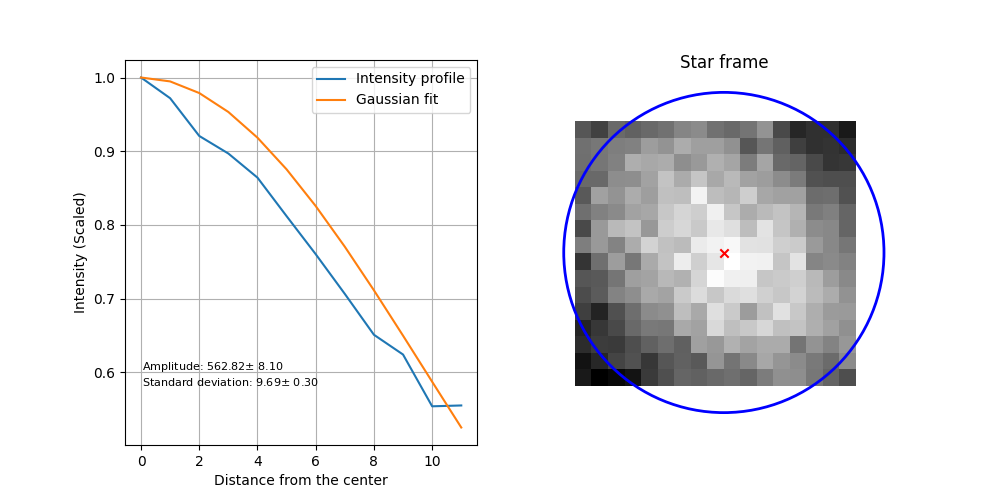 Star frame
Intensity profile
Gaussian fit
Intensity (Scaled)
1.0
0.9
0.8
0.7
0.6
Amplitude: 562.82± 8.10
Standard deviation: 9.69± 0.30
0 2 4 6 8 10
Distance from the center